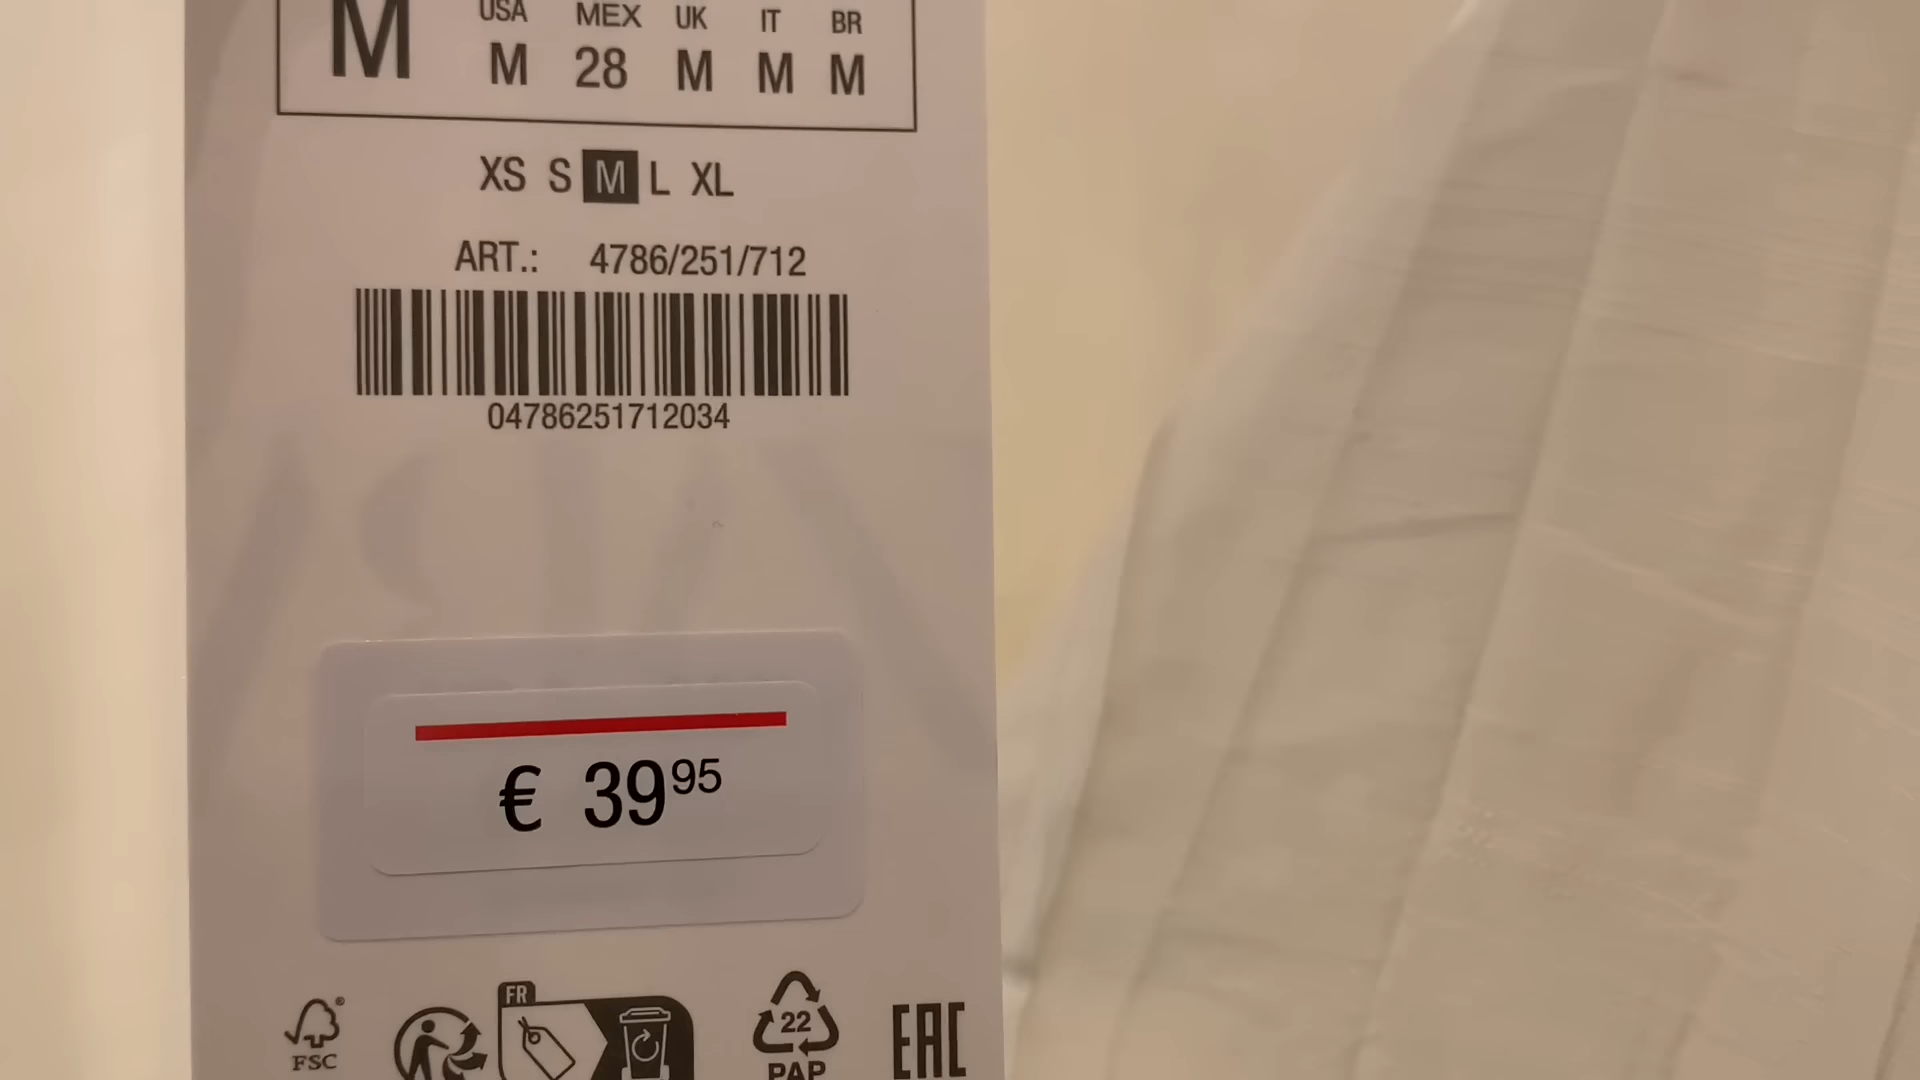 M USA MEX UK IT BR
M 28 M M M
XS S M L XL
ART.: 4786/251/712
04786251712034
€ 3995
FSC
FR
22
PAP
EAC